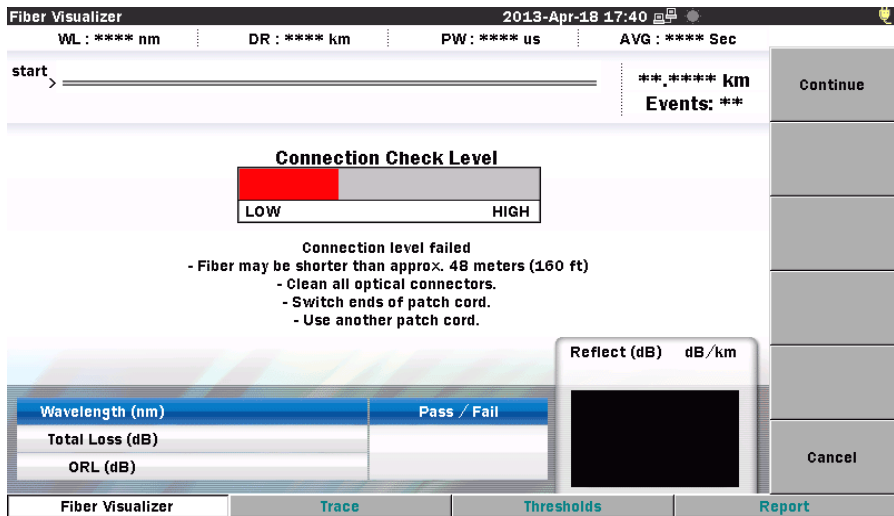 Fiber Visualizer 2013-Apr-18 17:40
WL : **** nm DR : **** km PW : **** us AVG : **** Sec
start
**.**** km
Events: **
Continue
Connection Check Level
LOW HIGH
Connection level failed
- Fiber may be shorter than approx. 48 meters (160 ft)
- Clean all optical connectors.
- Switch ends of patch cord.
- Use another patch cord.
Reflect (dB) dB/km
Wavelength (nm) Pass / Fail
Total Loss (dB)
ORL (dB)
Cancel
Fiber Visualizer Trace Thresholds Report